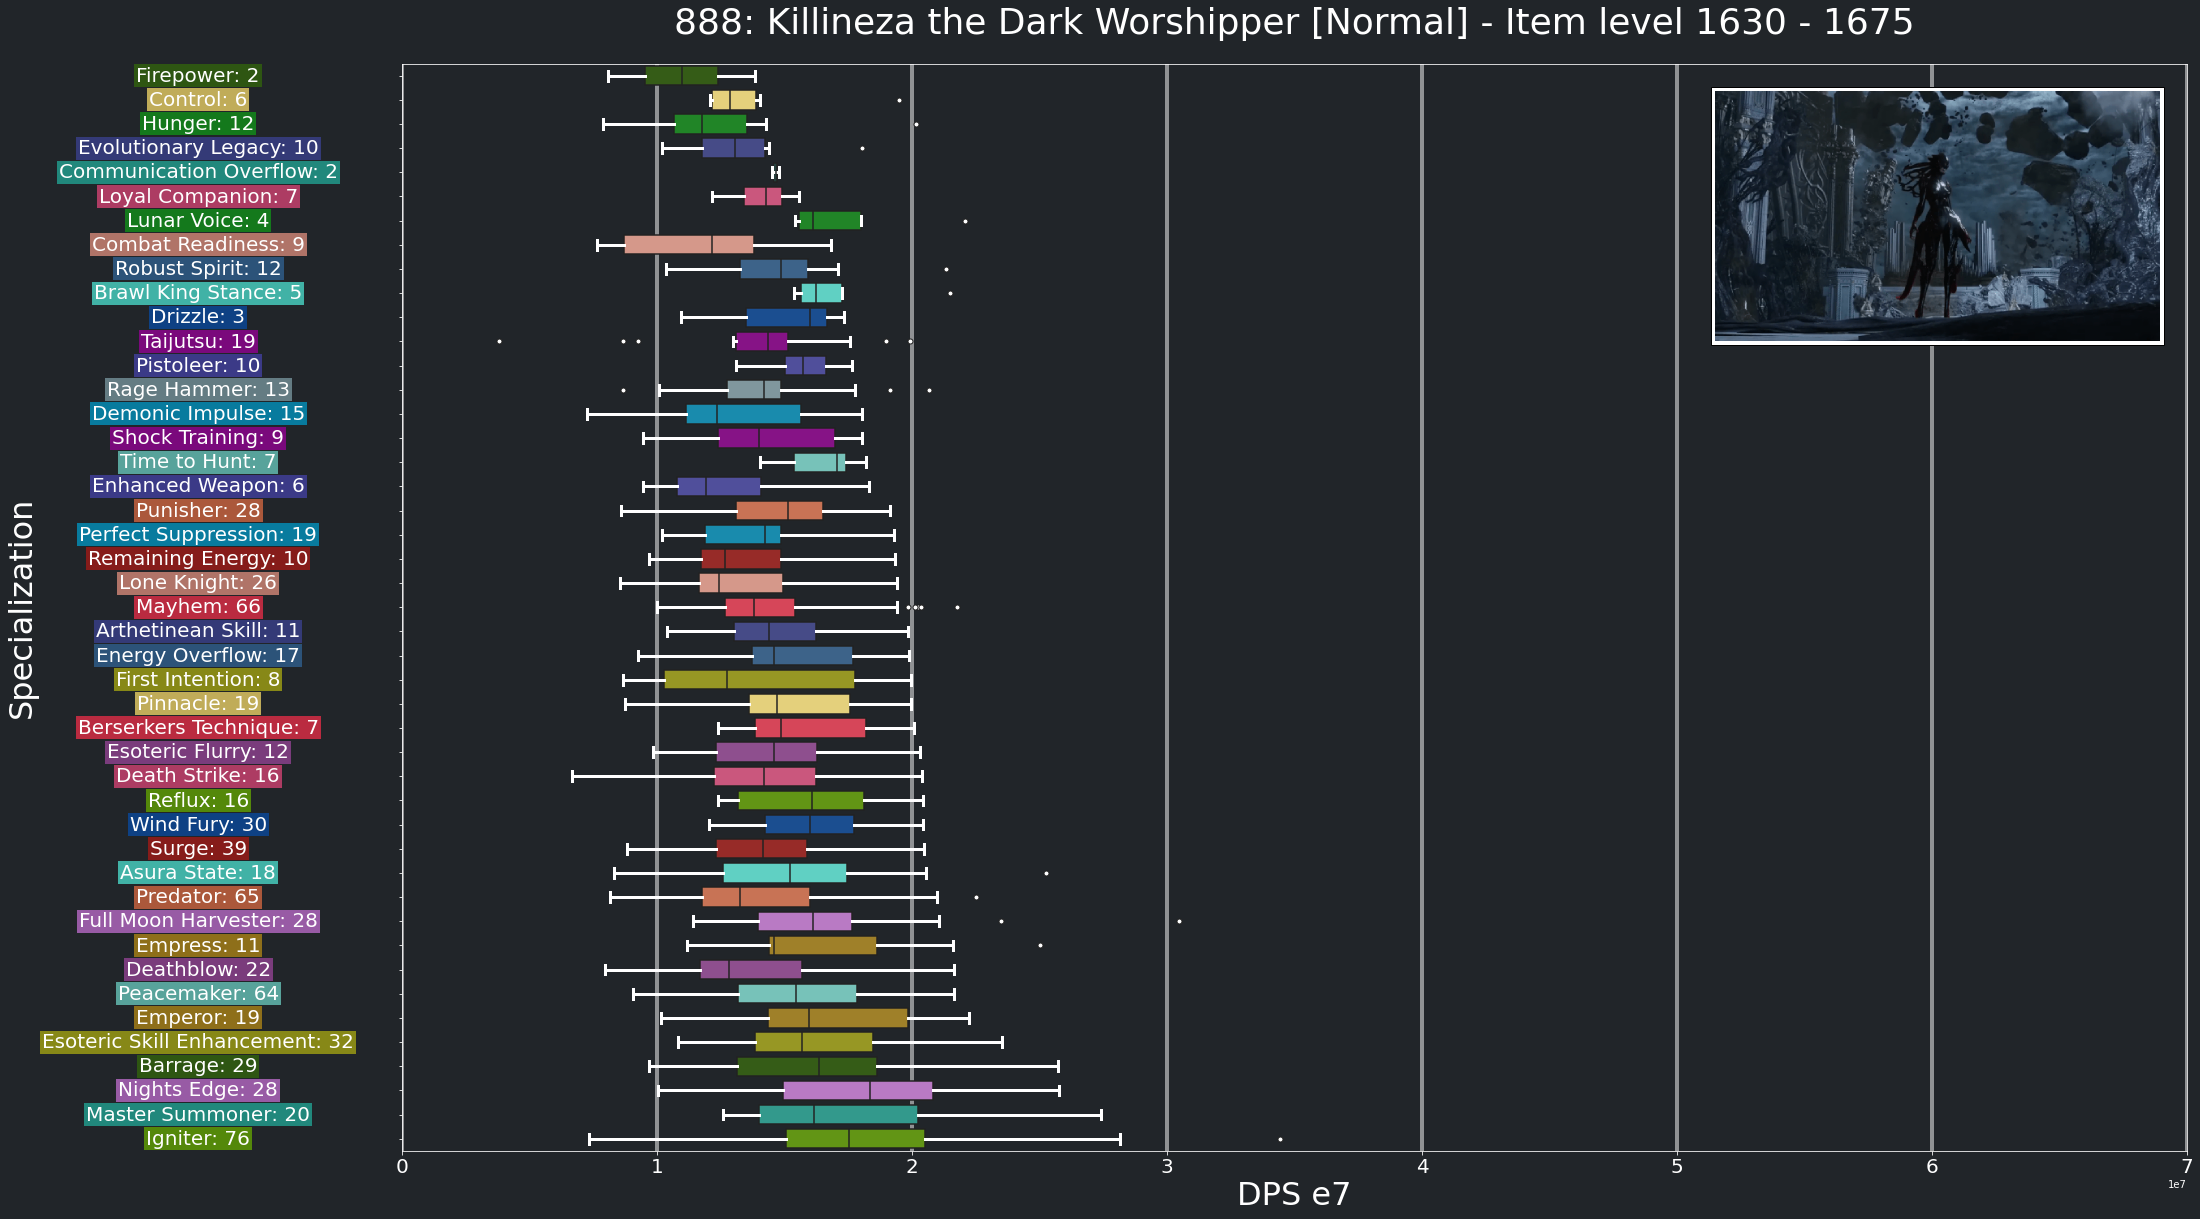 888: Killineza the Dark Worshipper [Normal] - Item level 1630 - 1675
Specialization
Firepower: 2
Control: 6
Hunger: 12
Evolutionary Legacy: 10
Communication Overflow: 2
Loyal Companion: 7
Lunar Voice: 4
Combat Readiness: 9
Robust Spirit: 12
Brawl King Stance: 5
Drizzle: 3
Taijutsu: 19
Pistoleer: 10
Rage Hammer: 13
Demonic Impulse: 15
Shock Training: 9
Time to Hunt: 7
Enhanced Weapon: 6
Punisher: 28
Perfect Suppression: 19
Remaining Energy: 10
Lone Knight: 26
Mayhem: 66
Arthetinean Skill: 11
Energy Overflow: 17
First Intention: 8
Pinnacle: 19
Berserkers Technique: 7
Esoteric Flurry: 12
Death Strike: 16
Reflux: 16
Wind Fury: 30
Surge: 39
Asura State: 18
Predator: 65
Full Moon Harvester: 28
Empress: 11
Deathblow: 22
Peacemaker: 64
Emperor: 19
Esoteric Skill Enhancement: 32
Barrage: 29
Nights Edge: 28
Master Summoner: 20
Igniter: 76
0 1 2 3 4 5 6 7
1e7
DPS e7